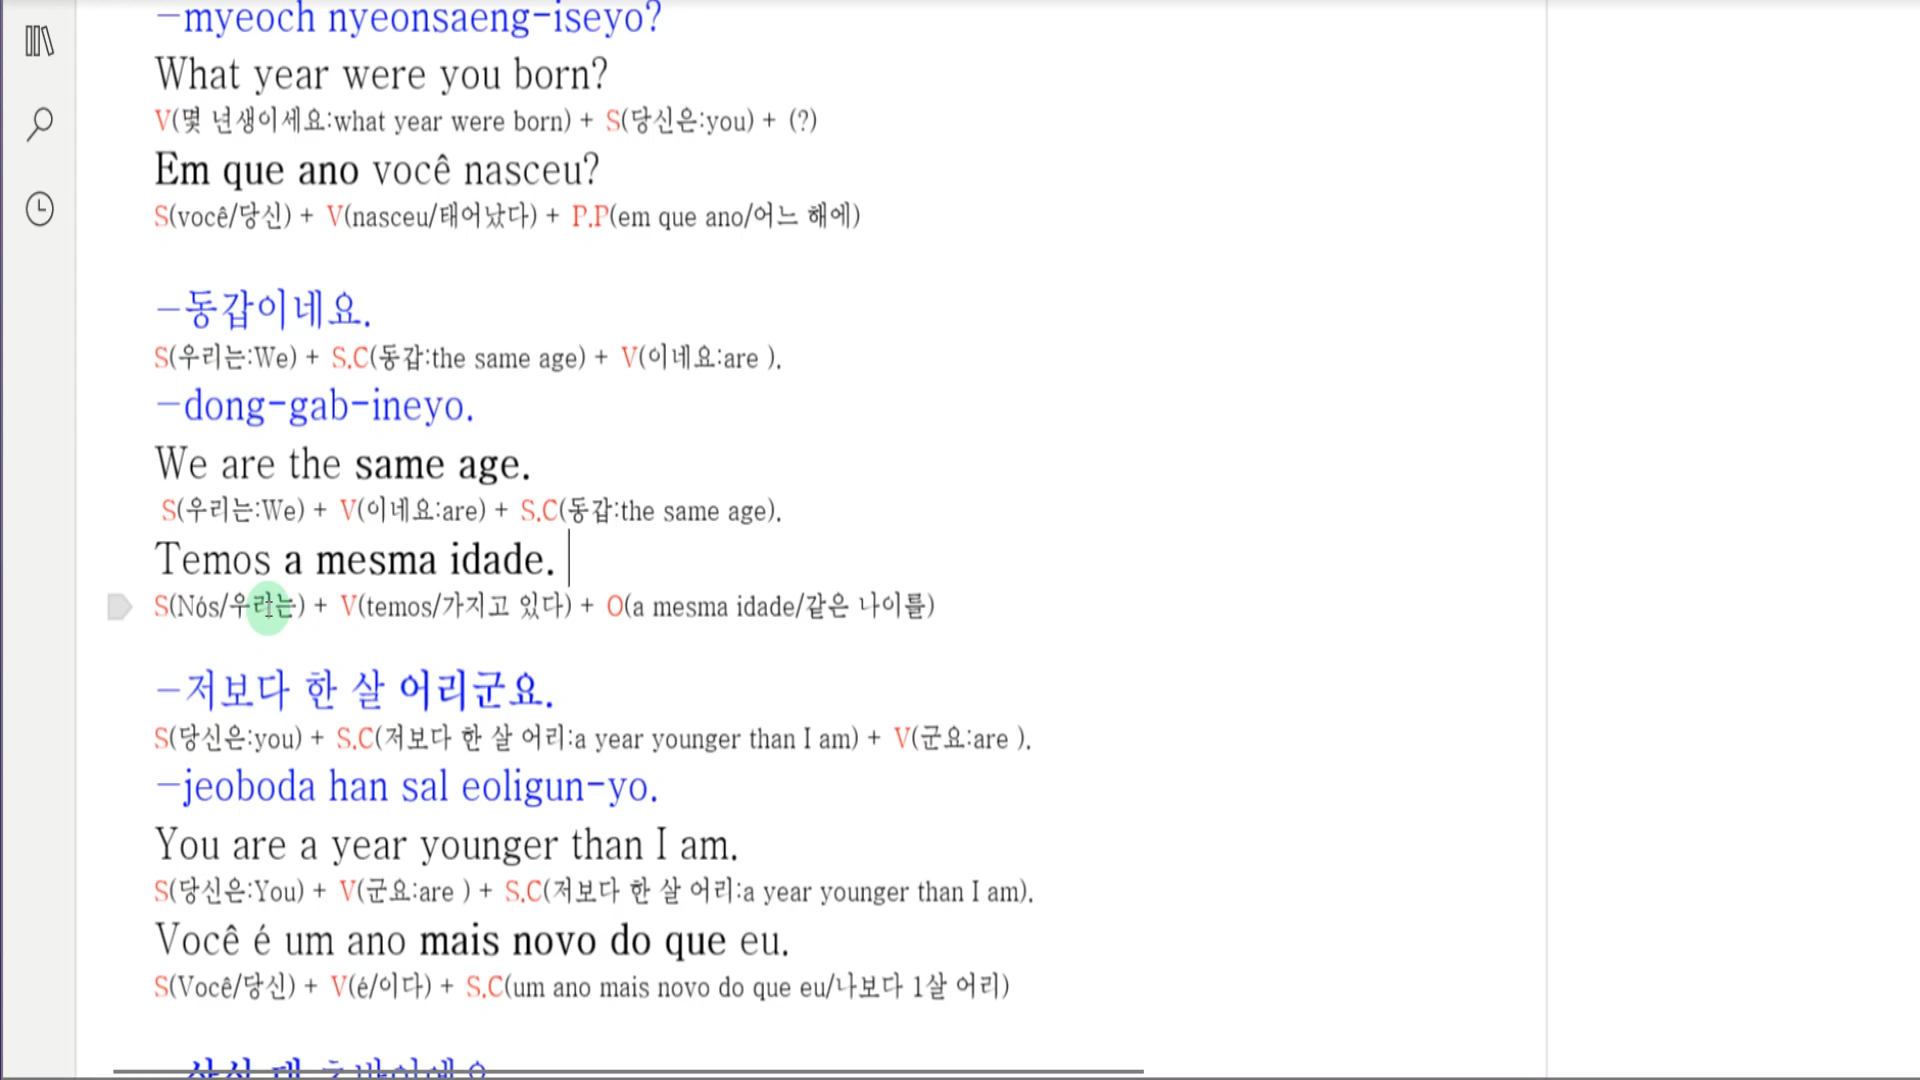 -myeoch nyeonsaeng-iseyo?
What year were you born?
V(몇 년생이세요:what year were born) + S(당신은:you) + (?)
Em que ano você nasceu?
S(você/당신) + V(nasceu/태어났다) + P.P(em que ano/어느 해에)
-동갑이네요.
S(우리는:We) + S.C(동갑:the same age) + V(이네요:are ).
-dong-gab-ineyo.
We are the same age.
S(우리는:We) + V(이네요:are) + S.C(동갑:the same age).
Temos a mesma idade.
S(Nós/우리는) + V(temos/가지고 있다) + O(a mesma idade/같은 나이를)
-저보다 한 살 어리군요.
S(당신은:you) + S.C(저보다 한 살 어리:a year younger than I am) + V(군요:are ).
-jeoboda han sal eoligun-yo.
You are a year younger than I am.
S(당신은:You) + V(군요:are ) + S.C(저보다 한 살 어리:a year younger than I am).
Você é um ano mais novo do que eu.
S(Você/당신) + V(é/이다) + S.C(um ano mais novo do que eu/나보다 1살 어리)